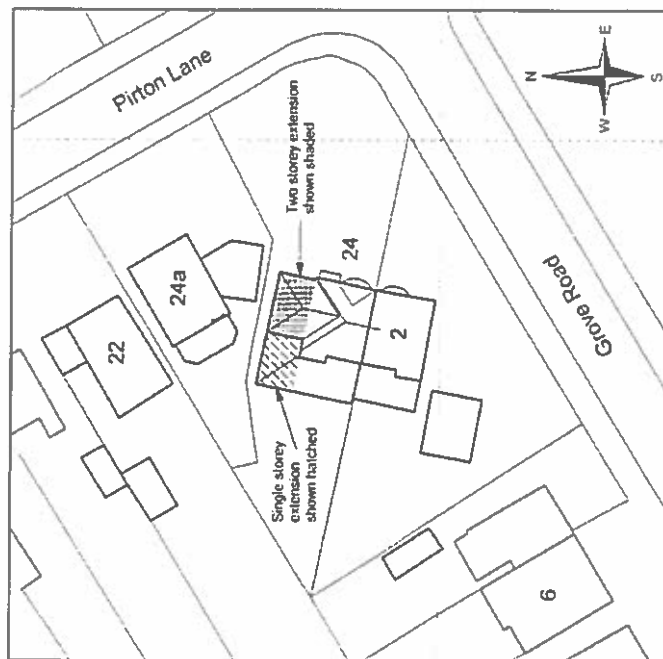 Pirton Lane
N
E
S
W
Two storey extension
shown shaded
24a
22
24
2
Single storey
extension
shown hatched
Grove Road
6